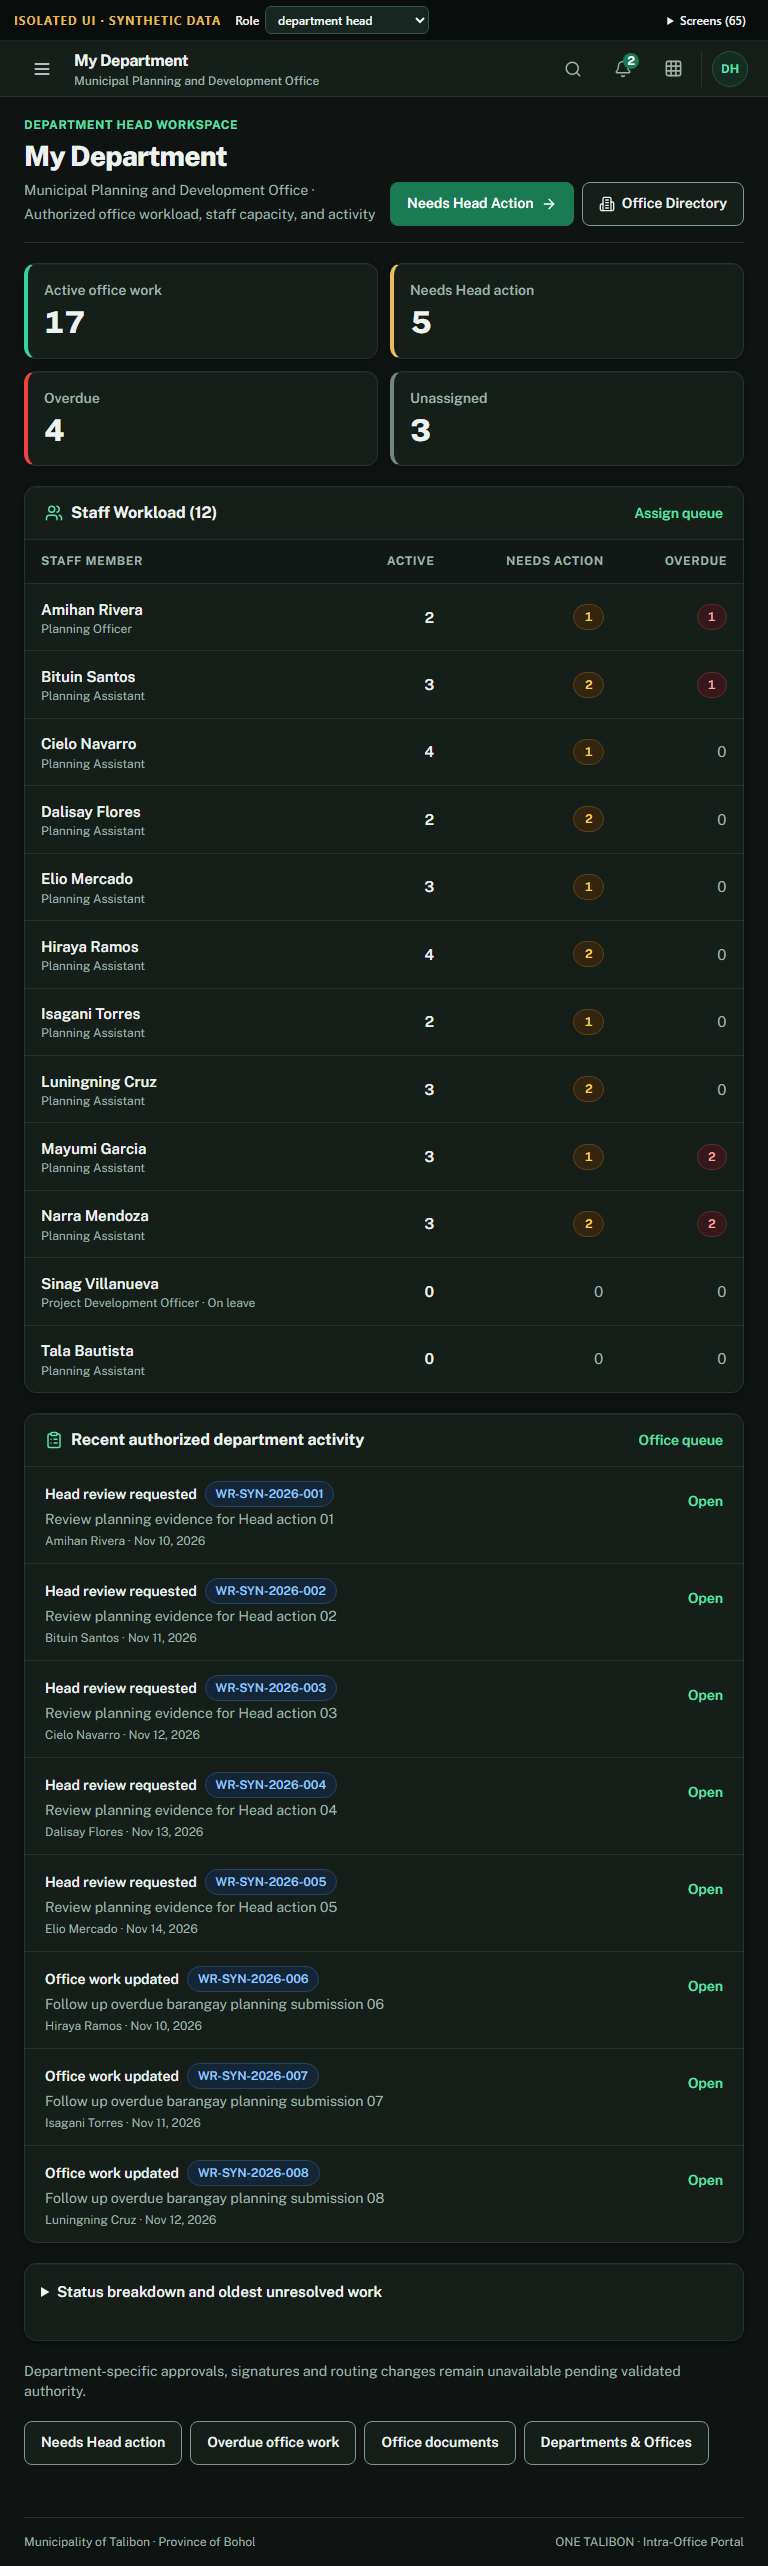 ISOLATED UI · SYNTHETIC DATA Role department head Screens (65)
My Department
Municipal Planning and Development Office
2
DH
DEPARTMENT HEAD WORKSPACE
My Department
Municipal Planning and Development Office ·
Authorized office workload, staff capacity, and activity
Needs Head Action
Office Directory
Active office work
17
Needs Head action
5
Overdue
4
Unassigned
3
Staff Workload (12) Assign queue
STAFF MEMBER ACTIVE NEEDS ACTION OVERDUE
Amihan Rivera
Planning Officer
2 1 1
Bituin Santos
Planning Assistant
3 2 1
Cielo Navarro
Planning Assistant
4 1 0
Dalisay Flores
Planning Assistant
2 2 0
Elio Mercado
Planning Assistant
3 1 0
Hiraya Ramos
Planning Assistant
4 2 0
Isagani Torres
Planning Assistant
2 1 0
Luningning Cruz
Planning Assistant
3 2 0
Mayumi Garcia
Planning Assistant
3 1 2
Narra Mendoza
Planning Assistant
3 2 2
Sinag Villanueva
Project Development Officer · On leave
0 0 0
Tala Bautista
Planning Assistant
0 0 0
Recent authorized department activity Office queue
Head review requested WR-SYN-2026-001
Review planning evidence for Head action 01
Amihan Rivera · Nov 10, 2026
Open
Head review requested WR-SYN-2026-002
Review planning evidence for Head action 02
Bituin Santos · Nov 11, 2026
Open
Head review requested WR-SYN-2026-003
Review planning evidence for Head action 03
Cielo Navarro · Nov 12, 2026
Open
Head review requested WR-SYN-2026-004
Review planning evidence for Head action 04
Dalisay Flores · Nov 13, 2026
Open
Head review requested WR-SYN-2026-005
Review planning evidence for Head action 05
Elio Mercado · Nov 14, 2026
Open
Office work updated WR-SYN-2026-006
Follow up overdue barangay planning submission 06
Hiraya Ramos · Nov 10, 2026
Open
Office work updated WR-SYN-2026-007
Follow up overdue barangay planning submission 07
Isagani Torres · Nov 11, 2026
Open
Office work updated WR-SYN-2026-008
Follow up overdue barangay planning submission 08
Luningning Cruz · Nov 12, 2026
Open
Status breakdown and oldest unresolved work
Department-specific approvals, signatures and routing changes remain unavailable pending validated
authority.
Needs Head action
Overdue office work
Office documents
Departments & Offices
Municipality of Talibon · Province of Bohol
ONE TALIBON · Intra-Office Portal